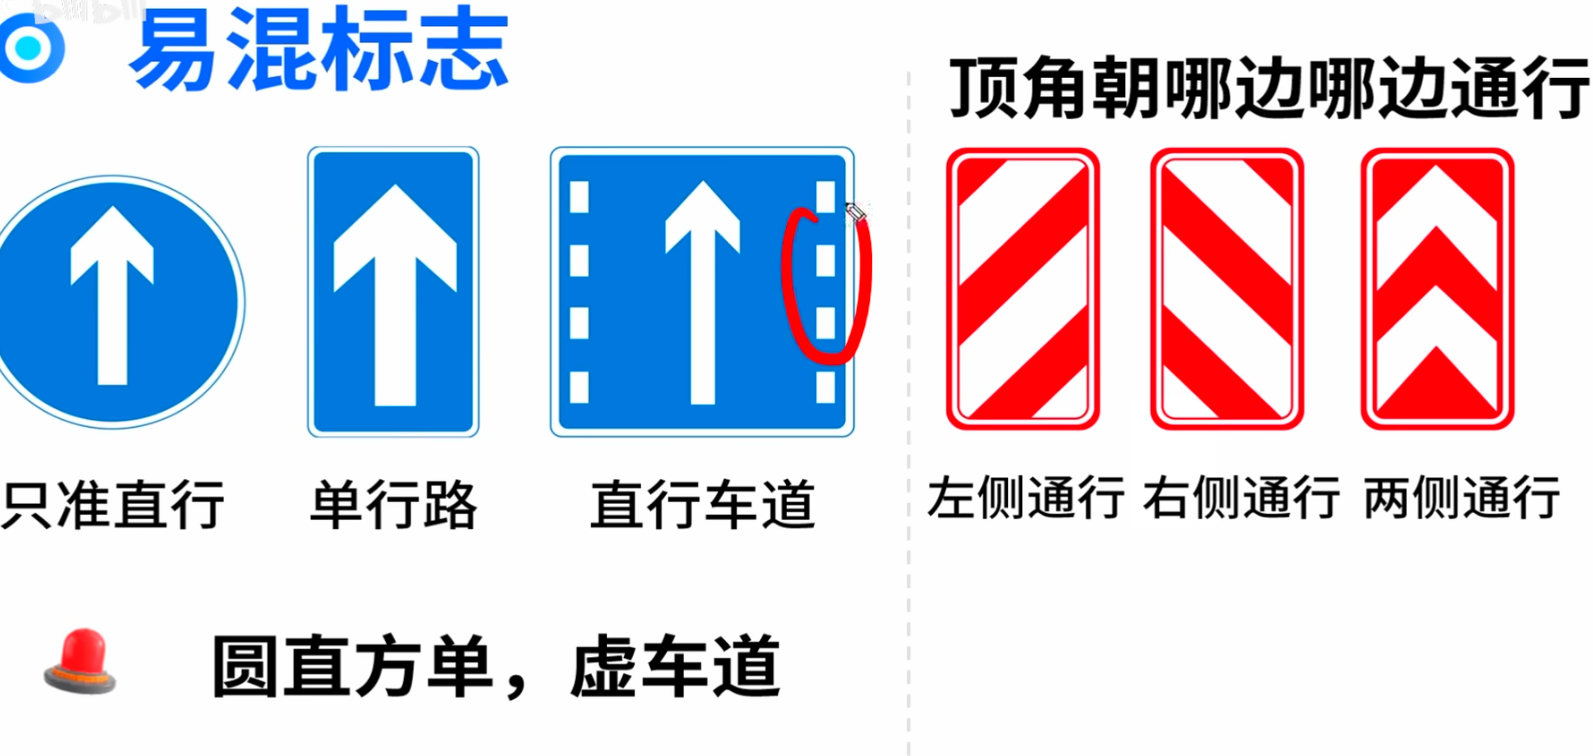 易混标志
只准直行
单行路
直行车道
圆直方单，虚车道
顶角朝哪边哪边通行
左侧通行
右侧通行
两侧通行